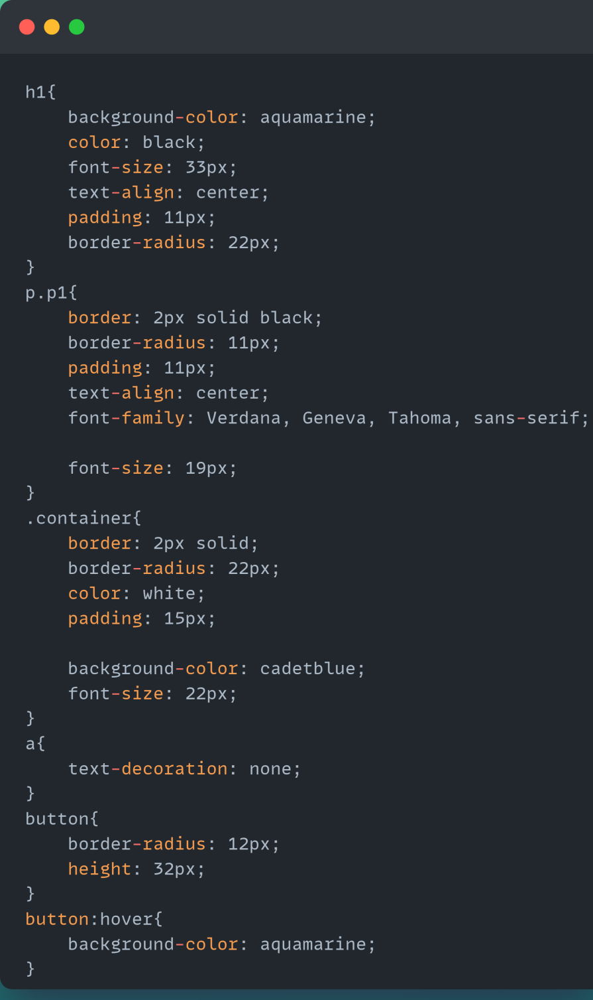 h1{
    background-color: aquamarine;
    color: black;
    font-size: 33px;
    text-align: center;
    padding: 11px;
    border-radius: 22px;
}
p.p1{
    border: 2px solid black;
    border-radius: 11px;
    padding: 11px;
    text-align: center;
    font-family: Verdana, Geneva, Tahoma, sans-serif;

    font-size: 19px;
}
.container{
    border: 2px solid;
    border-radius: 22px;
    color: white;
    padding: 15px;

    background-color: cadetblue;
    font-size: 22px;
}
a{
    text-decoration: none;
}
button{
    border-radius: 12px;
    height: 32px;
}
button:hover{
    background-color: aquamarine;
}